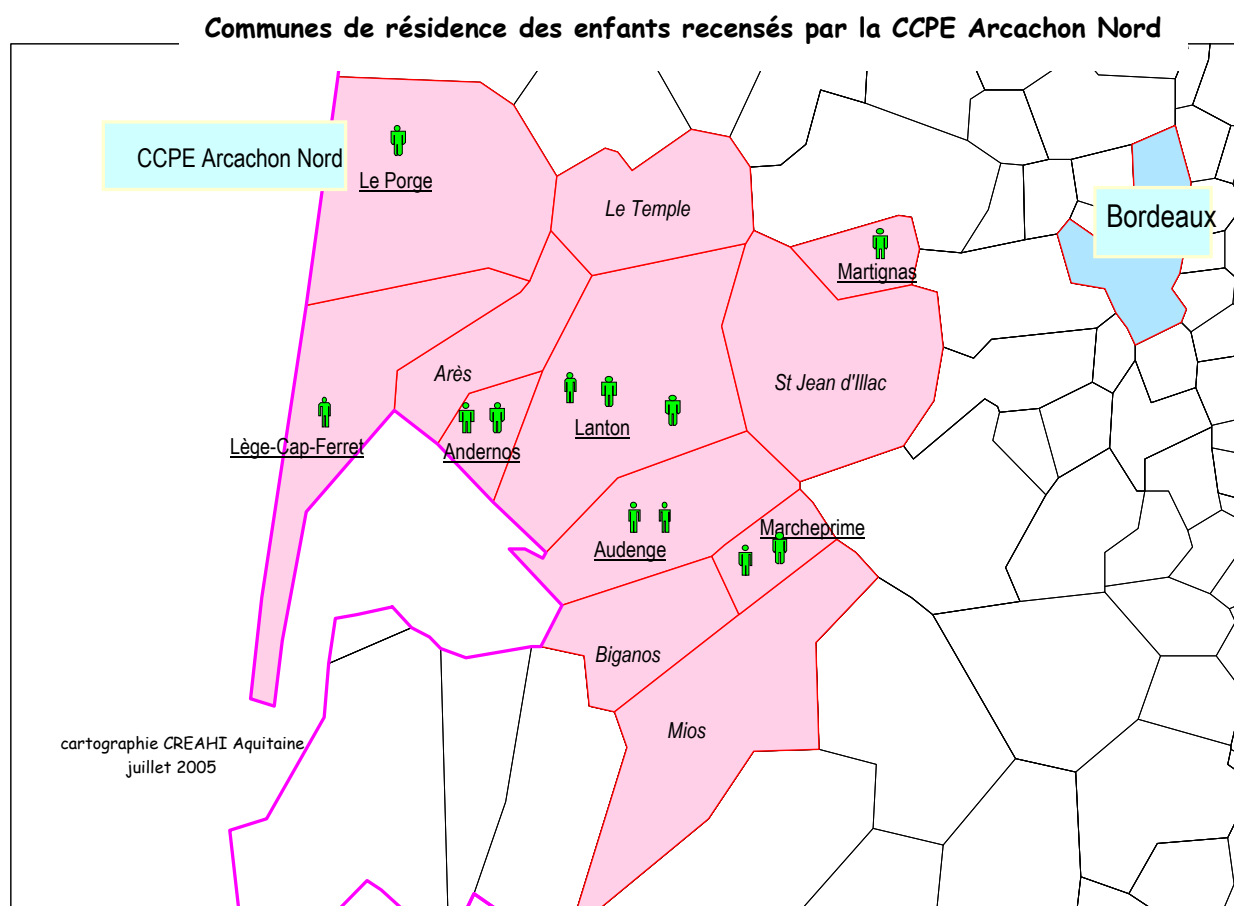 Communes de résidence des enfants recensés par la CCPE Arcachon Nord
CCPE Arcachon Nord
Le Porge
Le Temple
Bordeaux
Martignas
Arès
St Jean d'Illac
Lanton
Lège-Cap-Ferret
Andernos
Marcheprime
Audenge
Biganos
Mios
cartographie CREAHI Aquitaine
juillet 2005